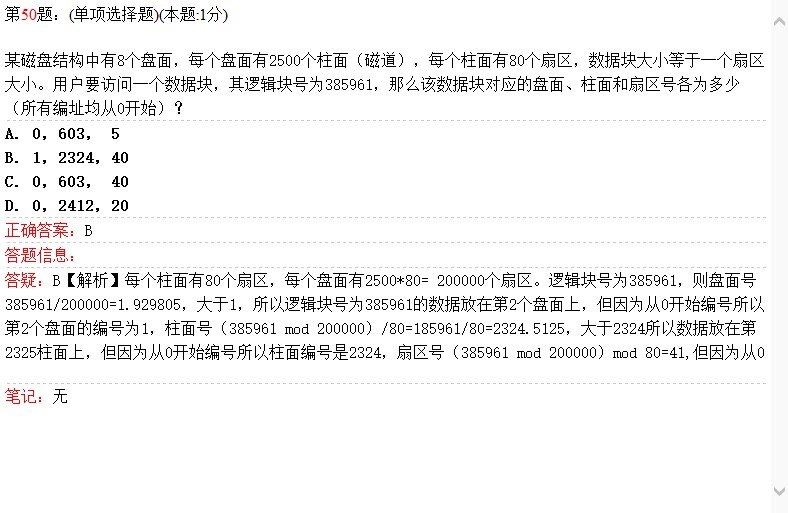 第50题：(单项选择题)(本题:1分)
某磁盘结构中有8个盘面，每个盘面有2500个柱面（磁道），每个柱面有80个扇区，数据块大小等于一个扇区
大小。用户要访问一个数据块，其逻辑块号为385961，那么该数据块对应的盘面、柱面和扇区号各为多少
（所有编址均从0开始）？
A. 0, 603, 5
B. 1, 2324, 40
C. 0, 603, 40
D. 0, 2412, 20
正确答案：B
答题信息：
答疑：B【解析】每个柱面有80个扇区，每个盘面有2500*80= 200000个扇区。逻辑块号为385961，则盘面号
385961/200000=1.929805，大于1，所以逻辑块号为385961的数据放在第2个盘面上，但因为从0开始编号所以
第2个盘面的编号为1，柱面号（385961 mod 200000）/80=185961/80=2324.5125，大于2324所以数据放在第
2325柱面上，但因为从0开始编号所以柱面编号是2324，扇区号（385961 mod 200000）mod 80=41,但因为从0
笔记：无